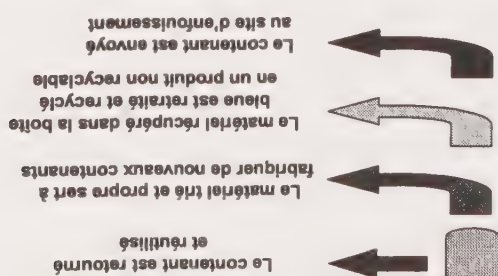 Le contenant est retourné
et réutilisé
Le matériel trié et propre sert à
fabriquer de nouveaux contenants
Le matériel récupéré dans la boîte
bleue est retraité et recyclé
en un produit non recyclable
Le contenant est envoyé
au site d'enfouissement